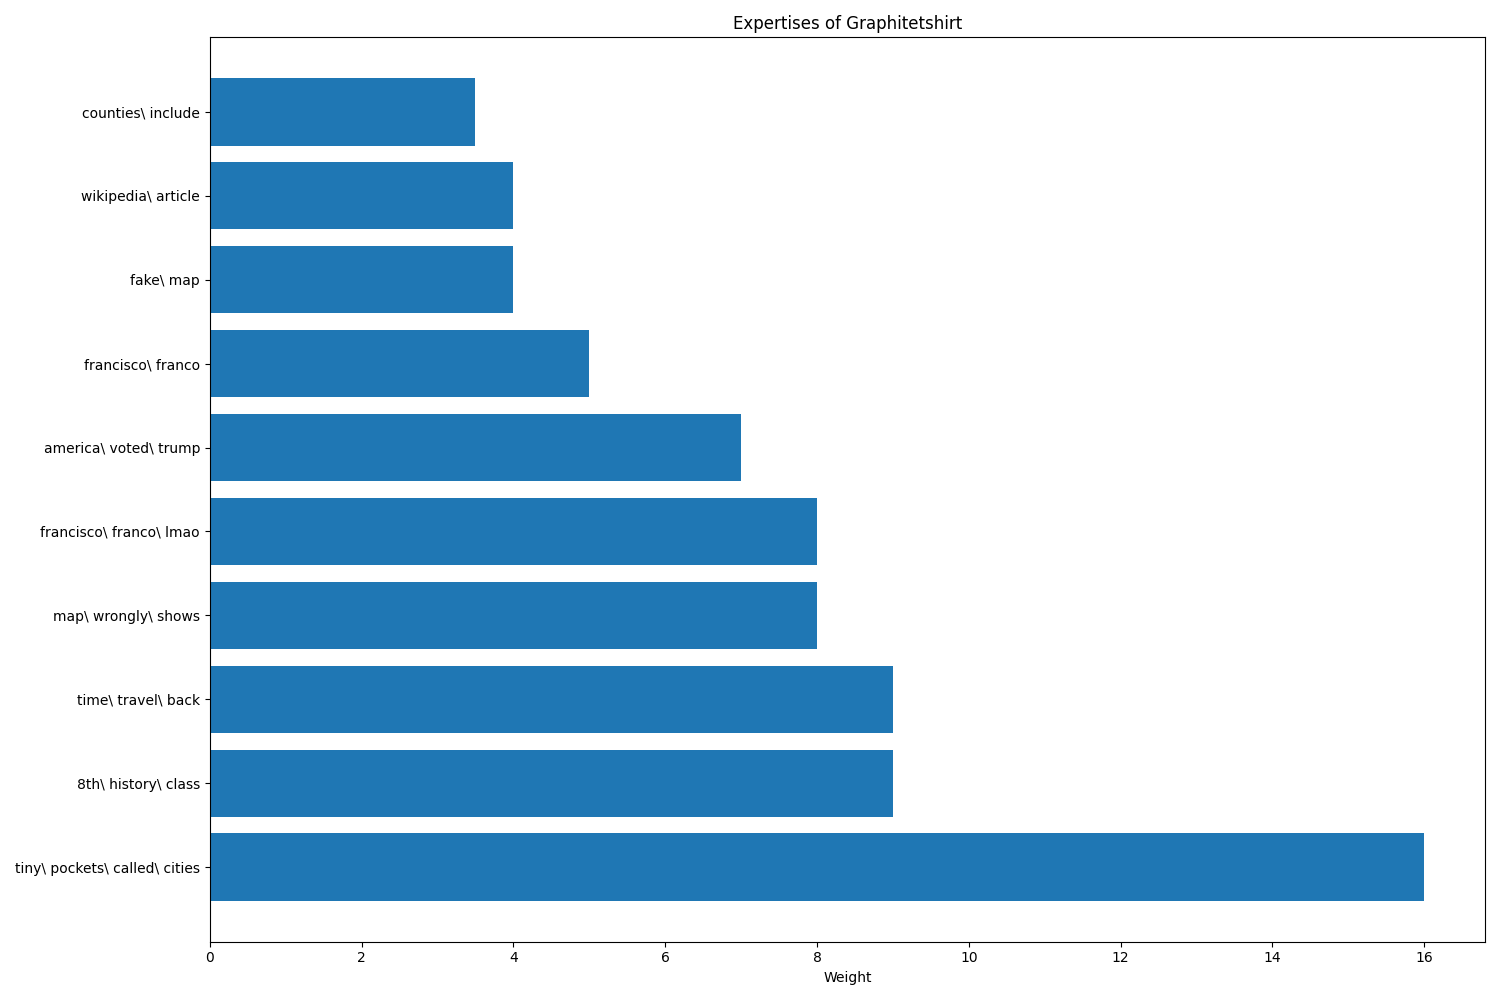 Expertises of Graphitetshirt
counties\ include
wikipedia\ article
fake\ map
francisco\ franco
america\ voted\ trump
francisco\ franco\ lmao
map\ wrongly\ shows
time\ travel\ back
8th\ history\ class
tiny\ pockets\ called\ cities
0 2 4 6 8 10 12 14 16
Weight